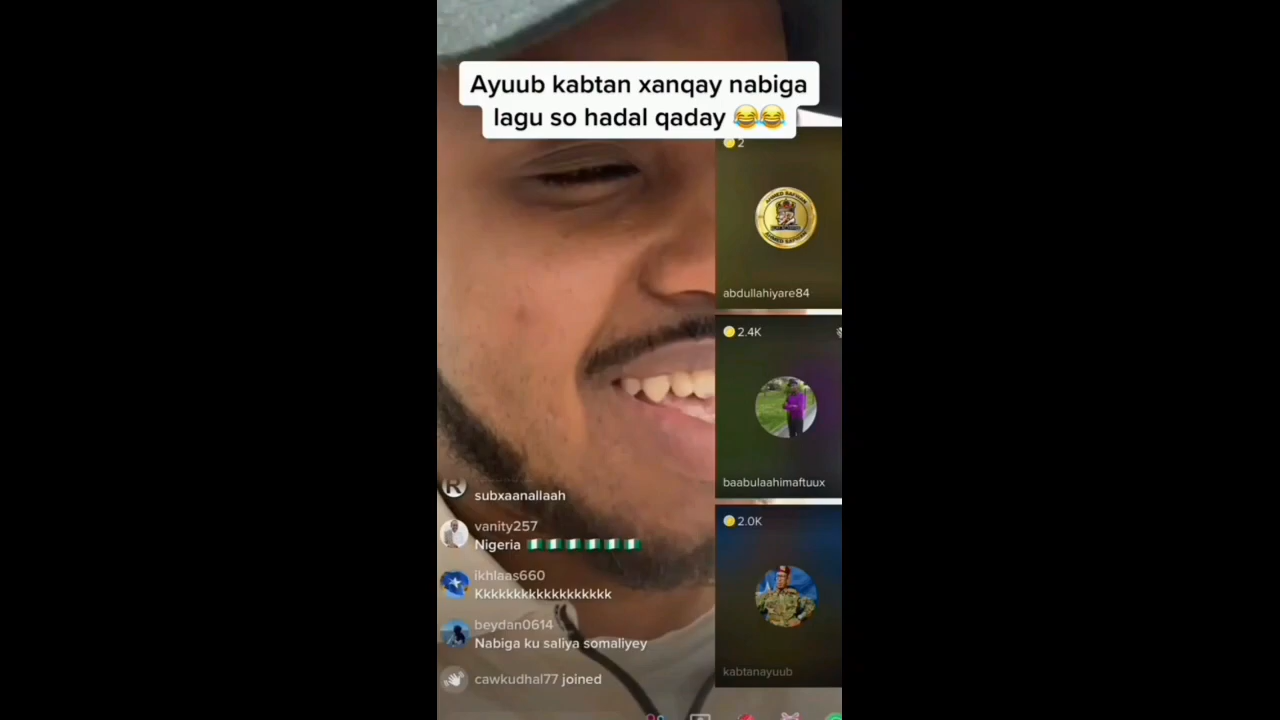 Ayuub kabtan xanqay nabiga
lagu so hadal qaday 😂😂
2
abdullahiyare84
2.4K
baabulaahimaftuux
2.0K
kabtanayuub
R
subxaanallaah
vanity257
Nigeria 🇳🇬🇳🇬🇳🇬🇳🇬🇳🇬🇳🇬
ikhlaas660
Kkkkkkkkkkkkkkkkkk
beydan0614
Nabiga ku saliya somaliyey
cawkudhal77 joined